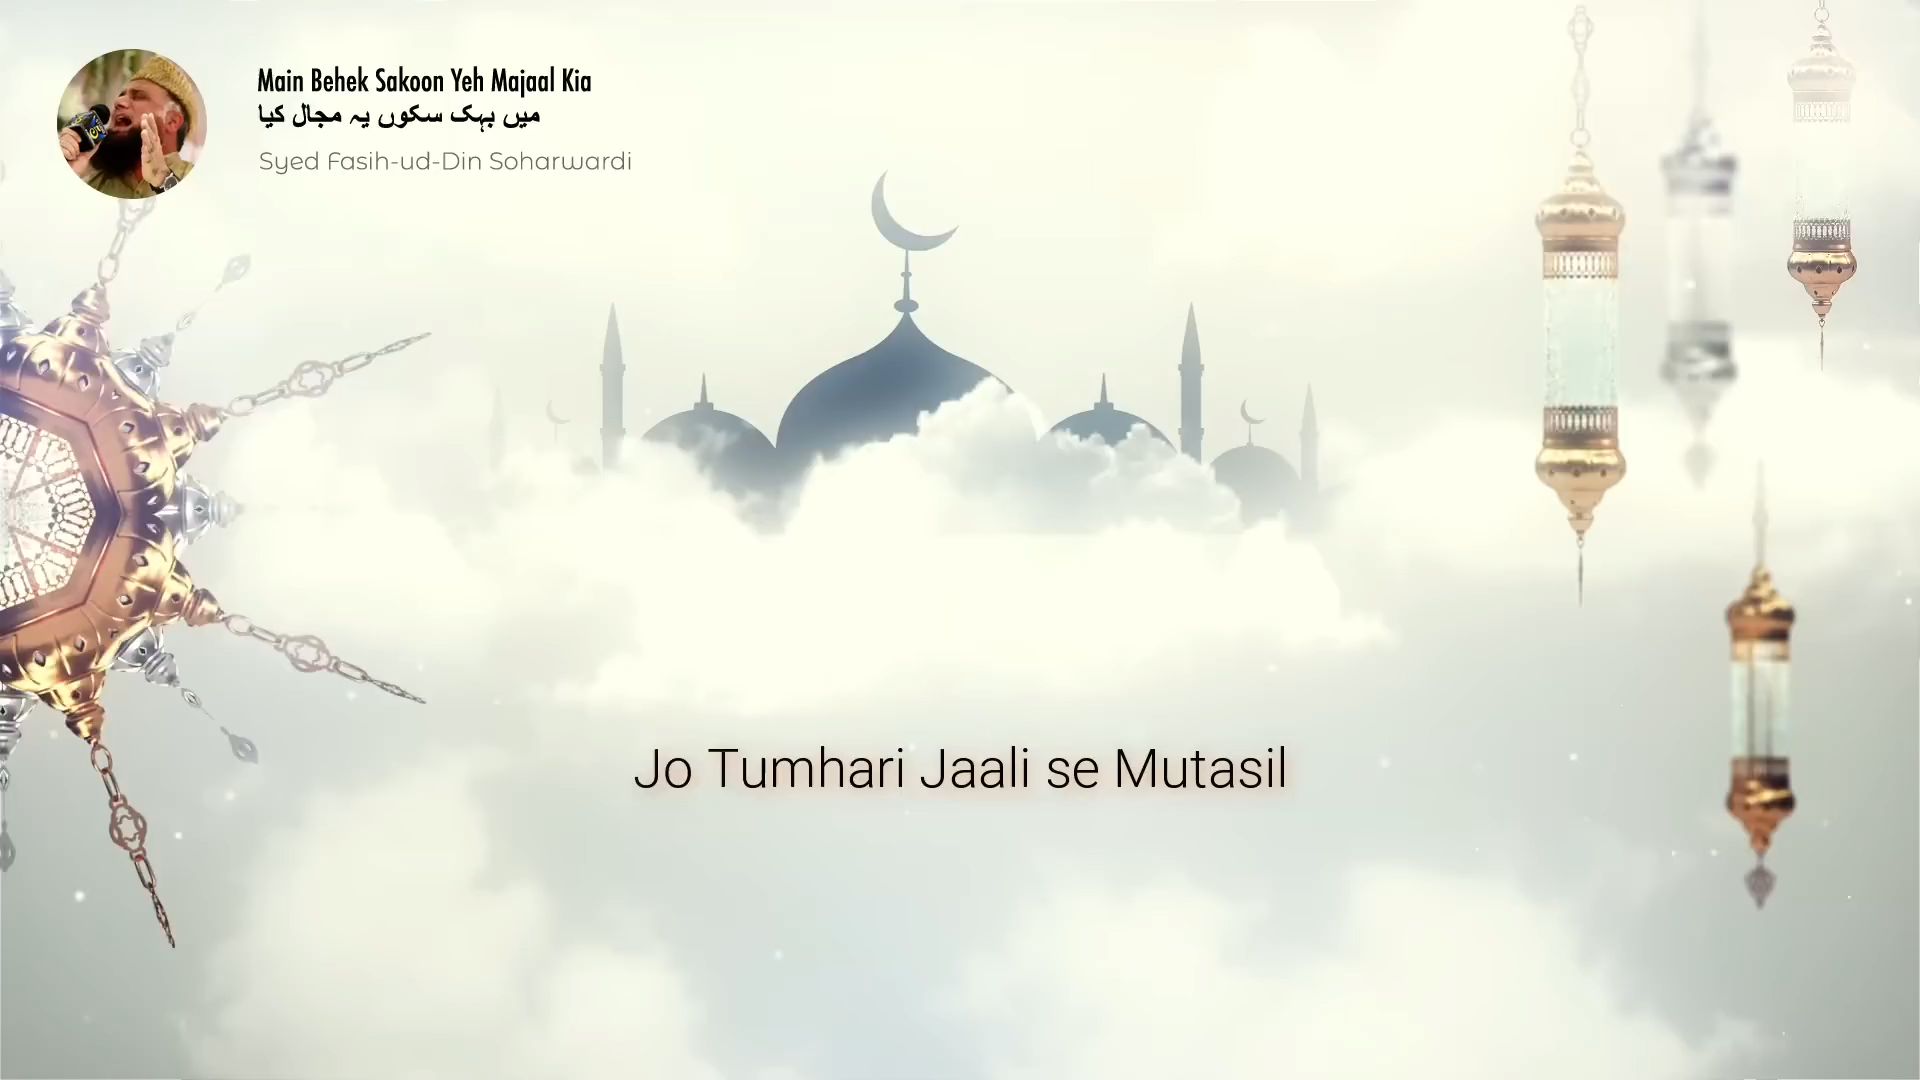 Main Behek Sakoon Yeh Majaal Kia
میں بہک سکوں یہ مجال کیا
Syed Fasih-ud-Din Soharwardi
Jo Tumhari Jaali se Mutasil